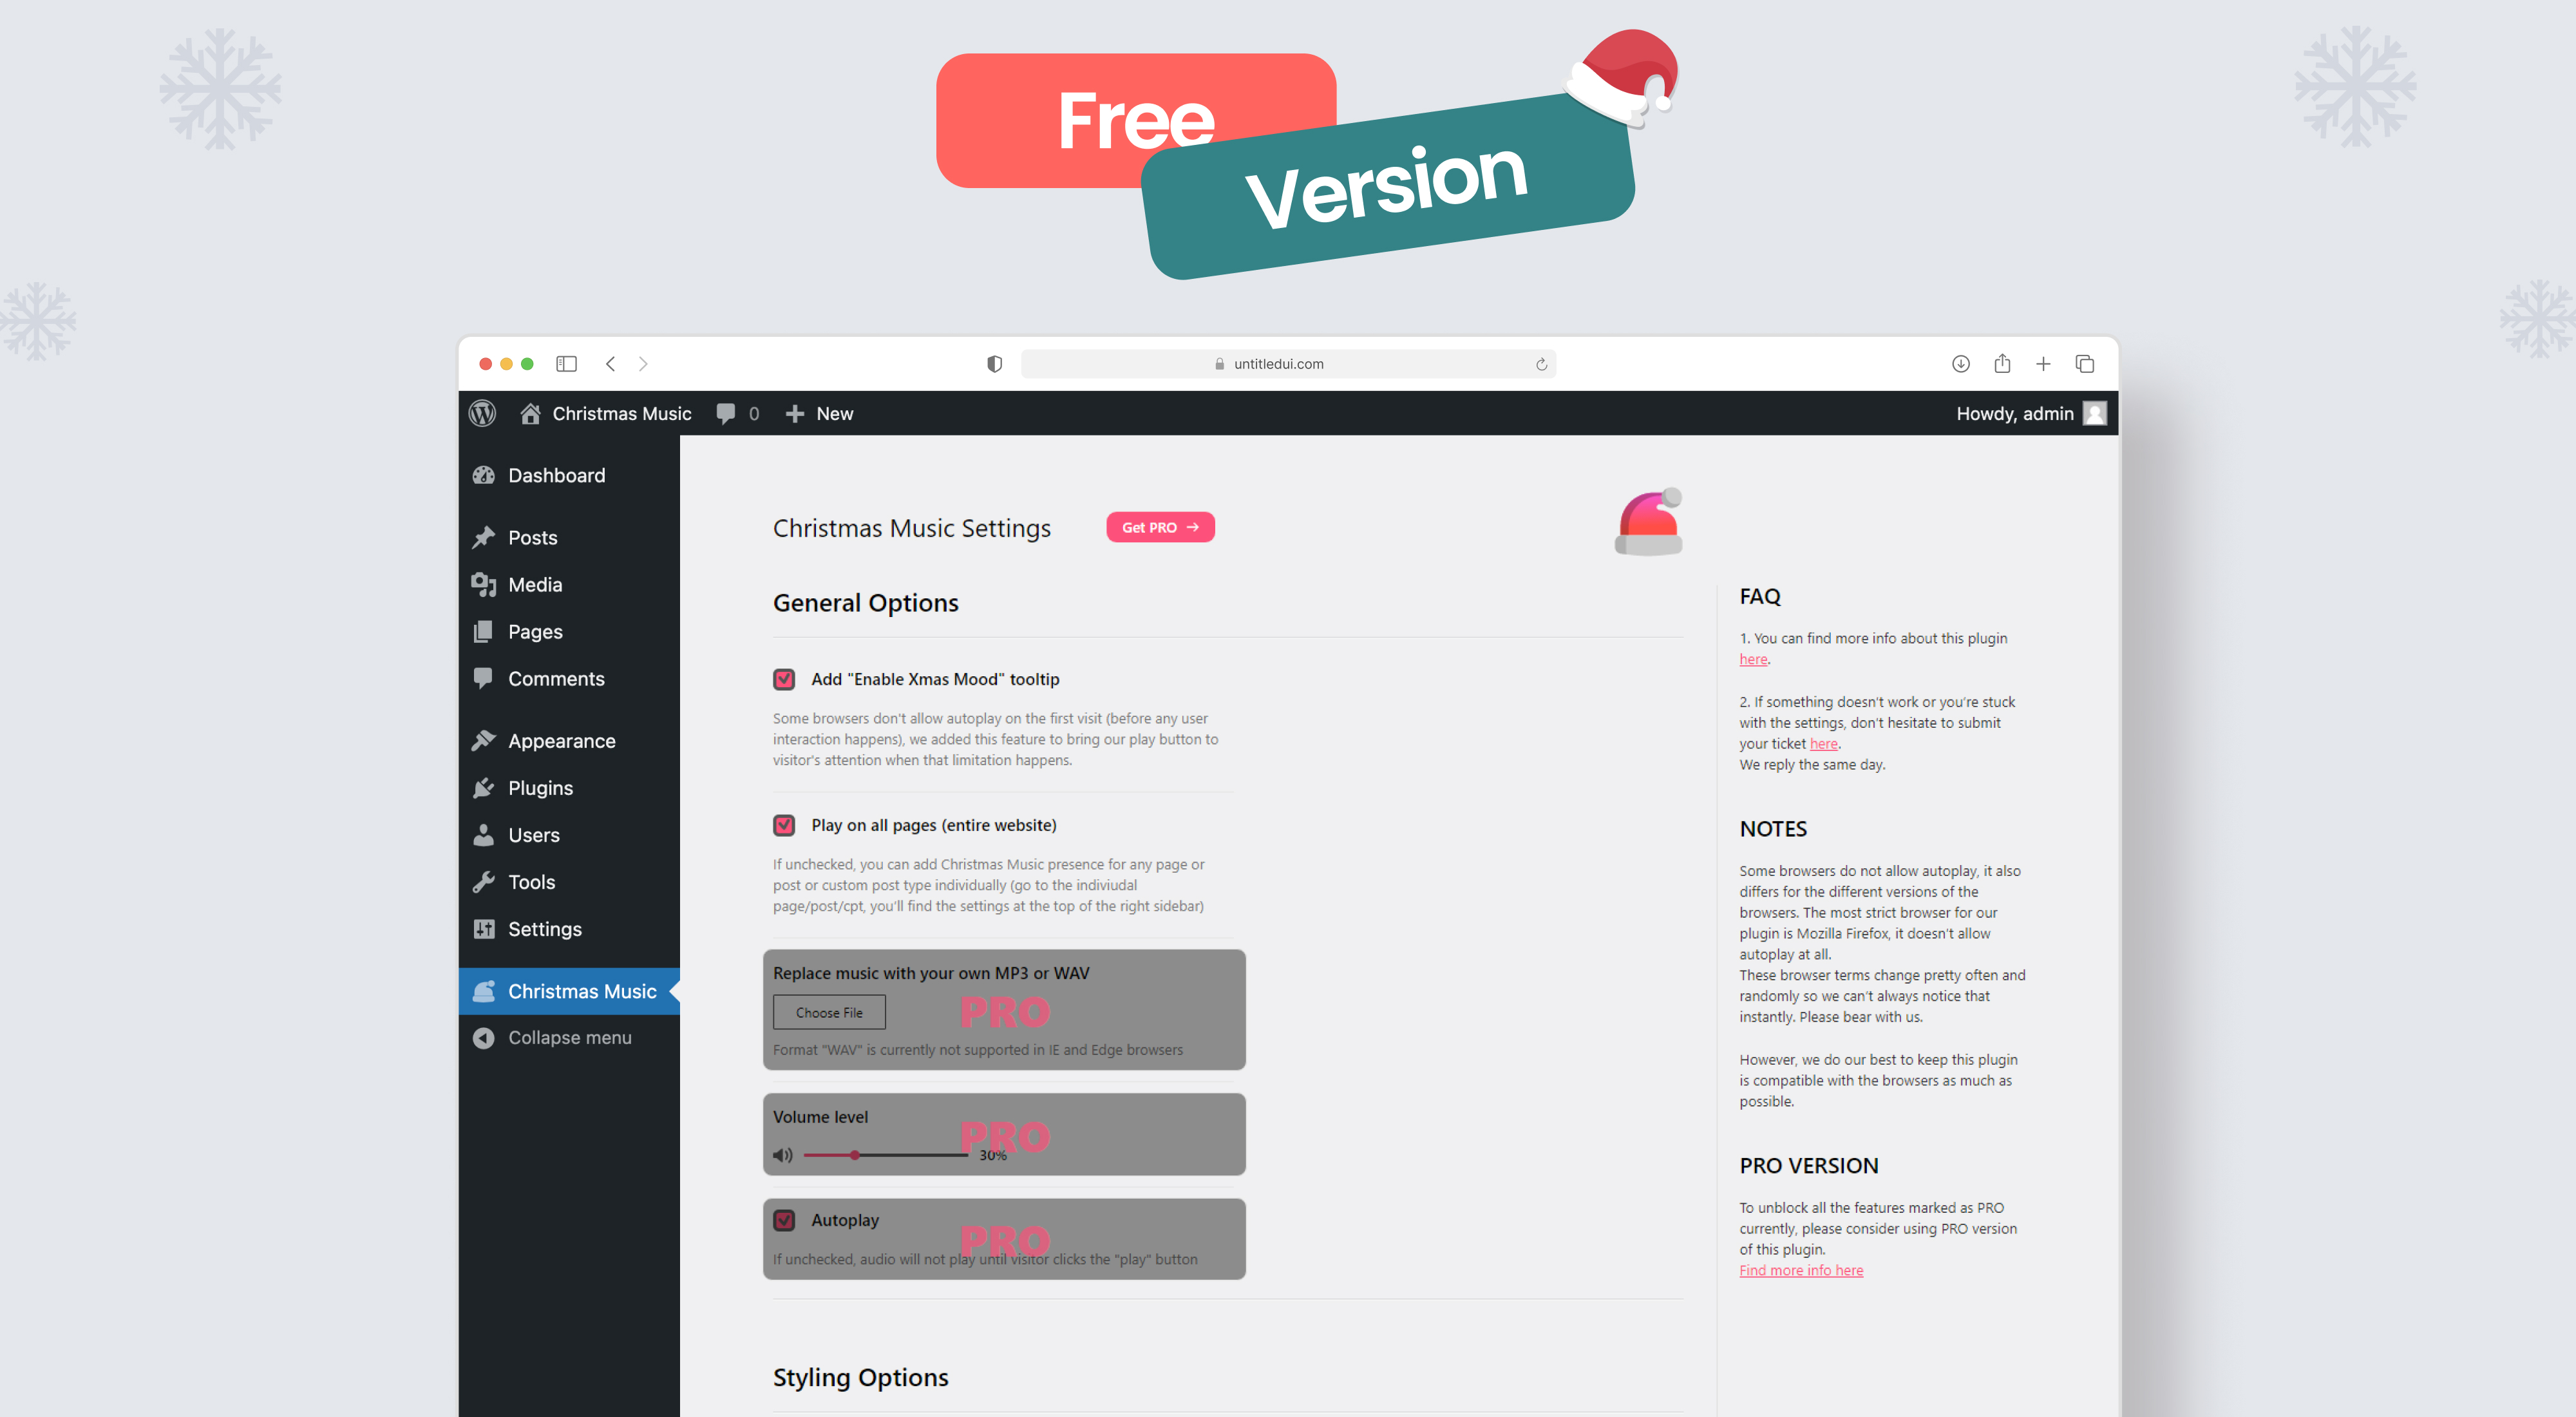 Free
Version
untitledui.com
Christmas Music
0
New
Howdy, admin
Dashboard
Posts
Media
Pages
Comments
Appearance
Plugins
Users
Tools
Settings
Christmas Music
Collapse menu
Christmas Music Settings
Get PRO →
General Options
Add "Enable Xmas Mood" tooltip
Some browsers don't allow autoplay on the first visit (before any user
interaction happens), we added this feature to bring our play button to
visitor's attention when that limitation happens.
Play on all pages (entire website)
If unchecked, you can add Christmas Music presence for any page or
post or custom post type individually (go to the indiviudal
page/post/cpt, you'll find the settings at the top of the right sidebar)
Replace music with your own MP3 or WAV
Choose File
PRO
Format "WAV" is currently not supported in IE and Edge browsers
Volume level
PRO
30%
Autoplay
PRO
If unchecked, audio will not play until visitor clicks the "play" button
Styling Options
FAQ
1. You can find more info about this plugin
here.
2. If something doesn't work or you're stuck
with the settings, don't hesitate to submit
your ticket here.
We reply the same day.
NOTES
Some browsers do not allow autoplay, it also
differs for the different versions of the
browsers. The most strict browser for our
plugin is Mozilla Firefox, it doesn't allow
autoplay at all.
These browser terms change pretty often and
randomly so we can't always notice that
instantly. Please bear with us.
However, we do our best to keep this plugin
is compatible with the browsers as much as
possible.
PRO VERSION
To unblock all the features marked as PRO
currently, please consider using PRO version
of this plugin.
Find more info here